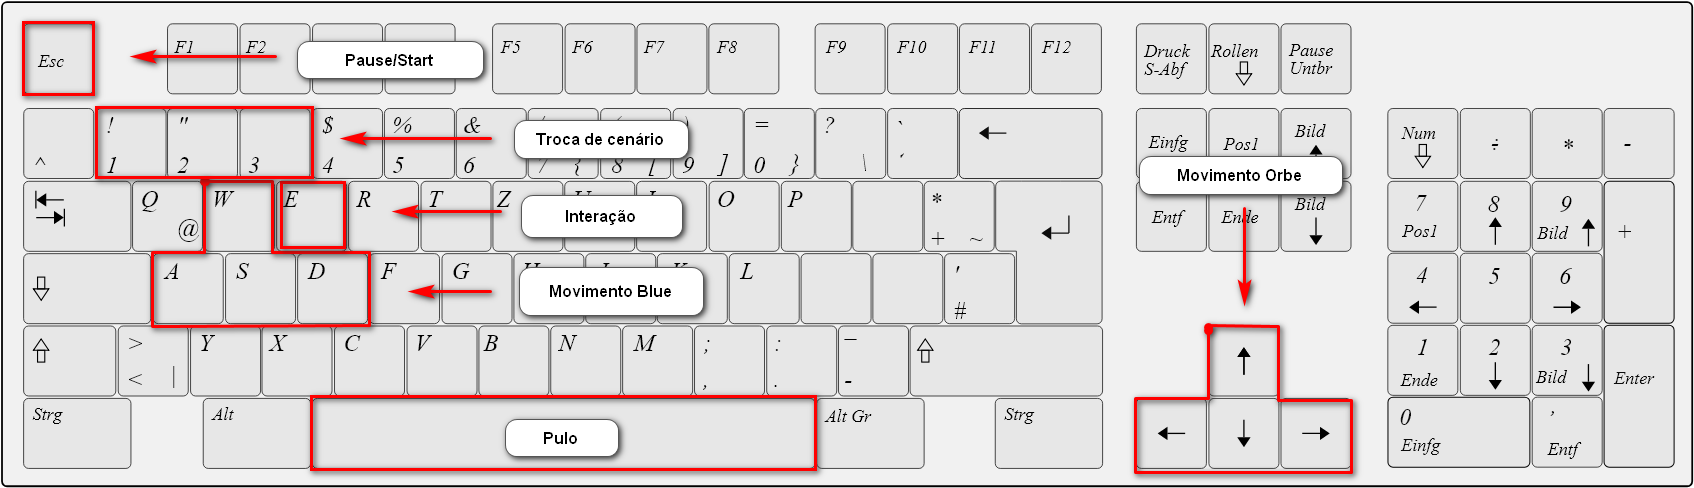 Esc
F1
F2
Pause/Start
F5
F6
F7
F8
F9
F10
F11
F12
Druck
S-Abf
Rollen
Pause
Untbr
^
!
1
"
2
3
$
4
%
5
&
6
Troca de cenário
{
8 [
9 ]
=
0 }
?
\
`
´
Einfg
Pos1
Bild
Num
÷
*
-
Q
@
W
E
R
T
Z
Interação
O
P
*
+ ~
Movimento Orbe
Entf
Ende
Bild
7
Pos1
8
9
Bild
+
A
S
D
F
G
Movimento Blue
L
'
#
4
5
6
>
< |
Y
X
C
V
B
N
M
;
,
:
.
_
-
1
Ende
2
3
Bild
Enter
Strg
Alt
Pulo
Alt Gr
Strg
0
Einfg
,
Entf